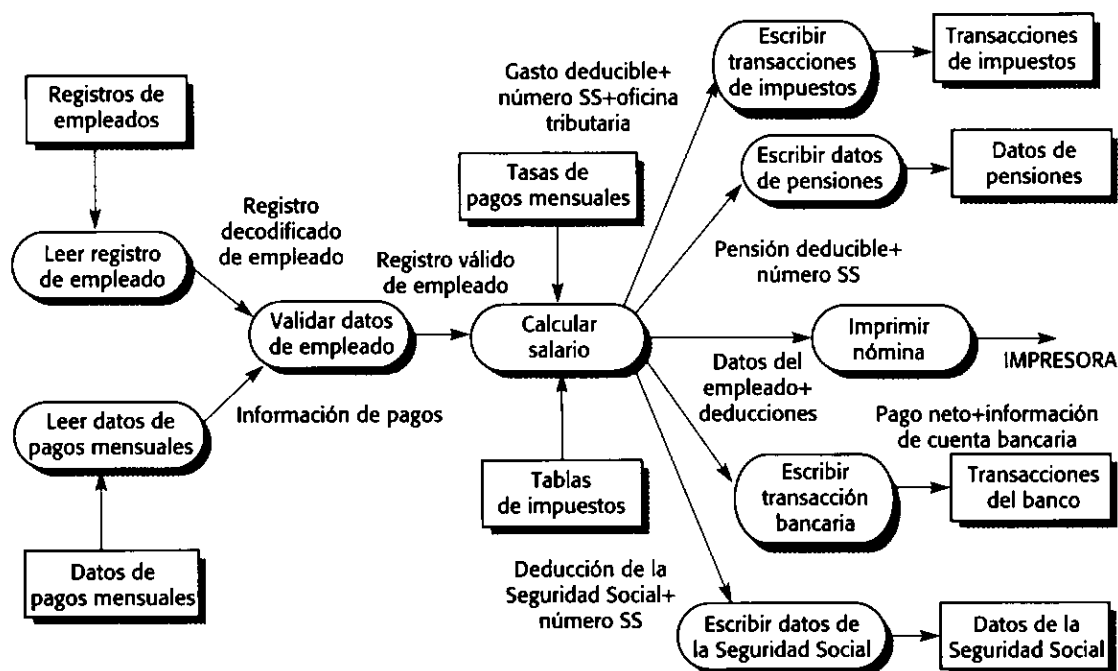 Registros de
empleados
Leer registro
de empleado
Registro
decodificado
de empleado
Validar datos
de empleado
Información de pagos
Leer datos de
pagos mensuales
Datos de
pagos mensuales
Registro válido
de empleado
Tasas de
pagos mensuales
Calcular
salario
Tablas
de impuestos
Gasto deducible+
número SS+oficina
tributaria
Escribir
transacciones
de impuestos
Transacciones
de impuestos
Escribir datos
de pensiones
Datos de
pensiones
Pensión deducible+
número SS
Imprimir
nómina
IMPRESORA
Datos del
empleado+
deducciones
Pago neto+información
de cuenta bancaria
Escribir
transacción
bancaria
Transacciones
del banco
Deducción de la
Seguridad Social+
número SS
Escribir datos de
la Seguridad Social
Datos de la
Seguridad Social